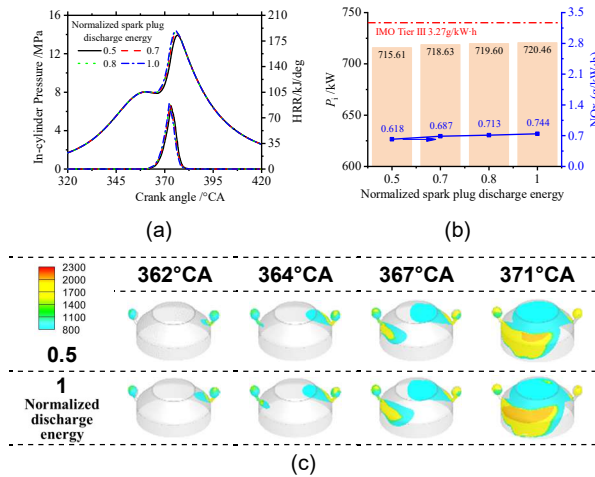 Normalized spark plug
discharge energy
0.5 0.7
0.8 1.0
In-cylinder Pressure /MPa
16
12
8
4
0
HRR/kJ/deg
210
175
140
105
70
35
0
320 345 370 395 420
Crank angle /°CA
(a)
IMO Tier III 3.27g/kW·h
715.61 718.63 719.60 720.46
0.618 0.687 0.713 0.744
Pi /kW
750
700
650
600
3.5
2.8
2.1
1.4
0.7
0.0
0.5 0.7 0.8 1
Normalized spark plug discharge energy
(b)
362°CA 364°CA 367°CA 371°CA
2300
2000
1700
1400
1100
800
0.5
1
Normalized
discharge
energy
(c)